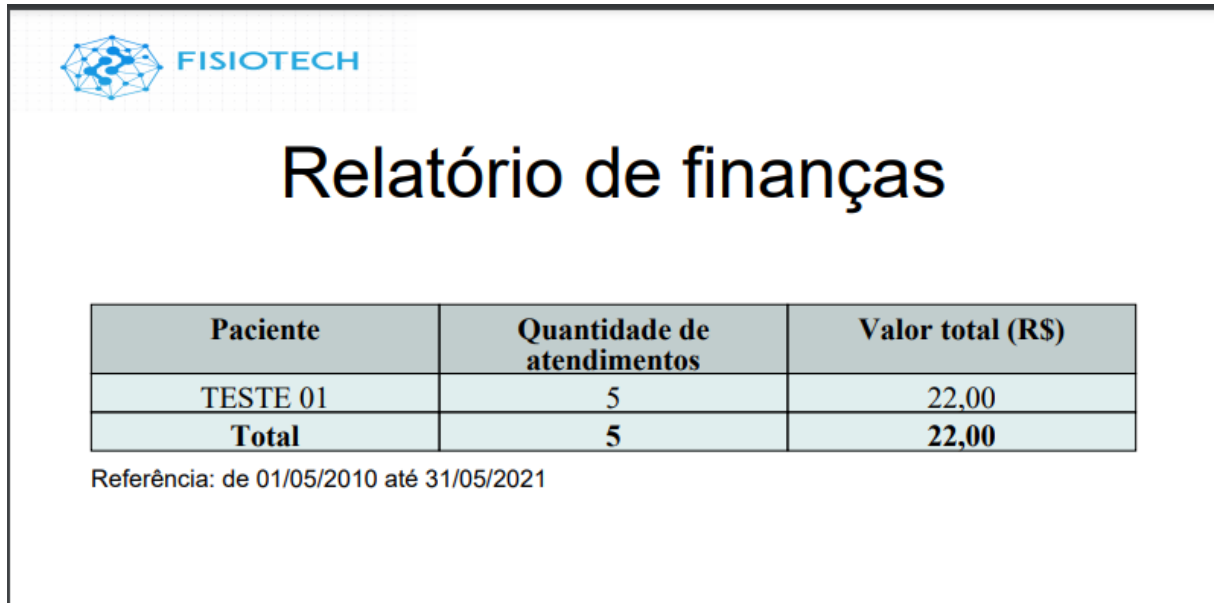 FISIOTECH
Relatório de finanças
Paciente Quantidade de atendimentos Valor total (R$)
TESTE 01 5 22,00
Total 5 22,00
Referência: de 01/05/2010 até 31/05/2021